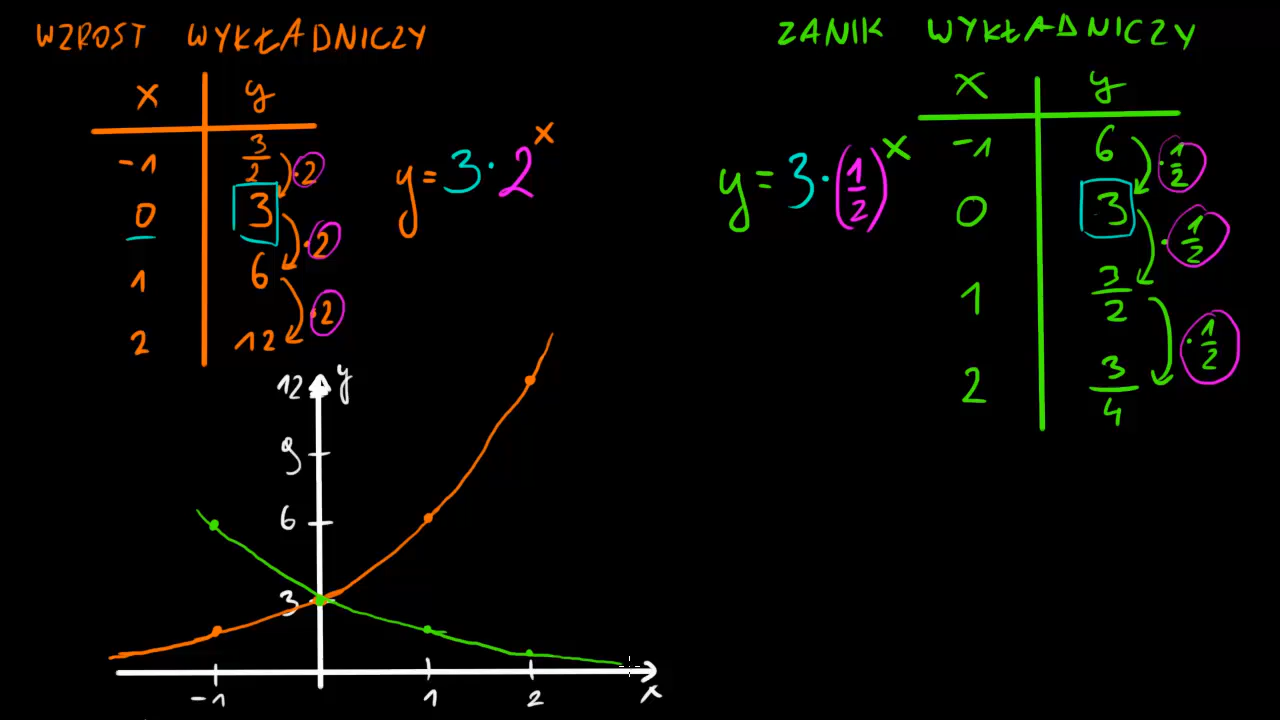 WZROST WYKŁADNICZY
x y
-1 3/2 ·2
0 3 ·2
1 6 ·2
2 12
y = 3 · 2^x
ZANIK WYKŁADNICZY
x y
-1 6 ·1/2
0 3 ·1/2
1 3/2 ·1/2
2 3/4
y = 3 · (1/2)^x
12 y
9
6
3
-1 1 2 x